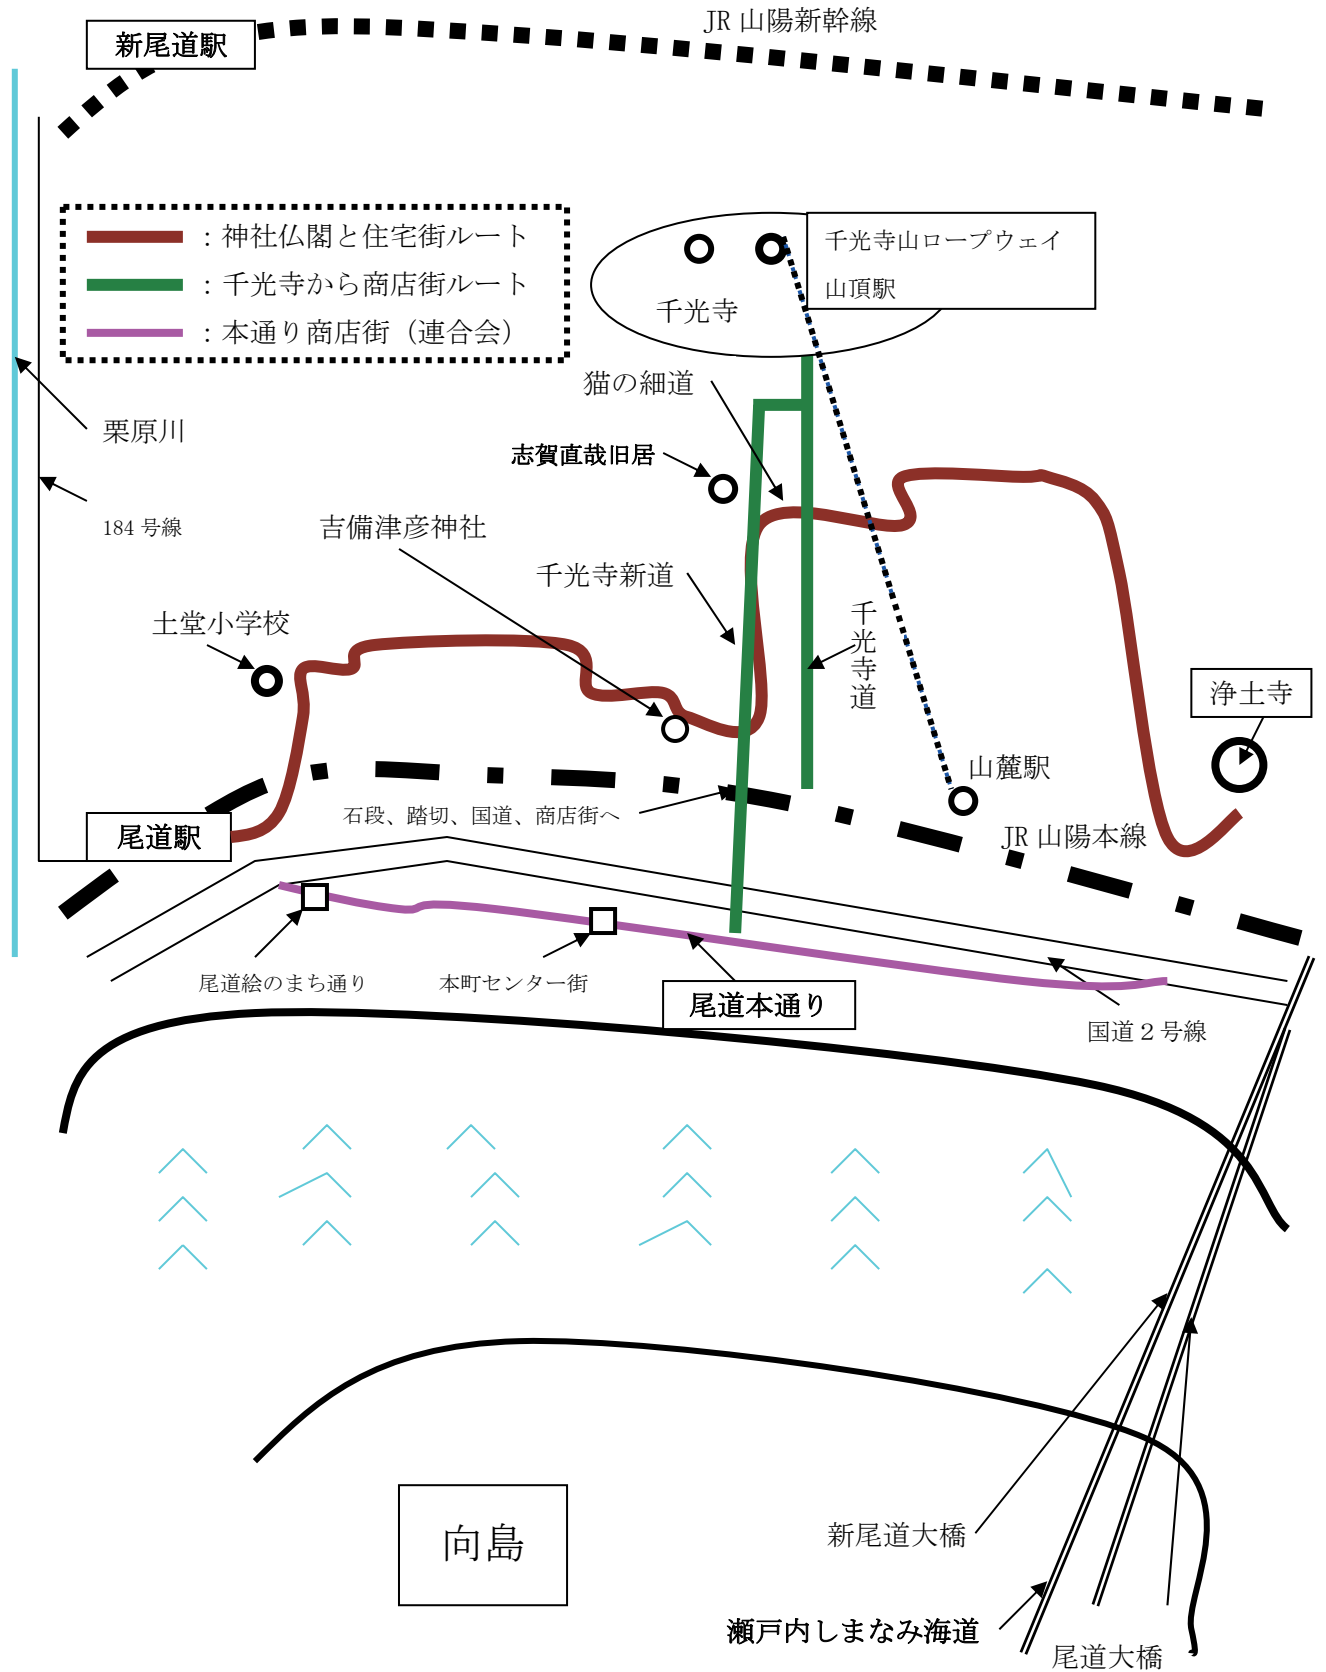 JR 山陽新幹線
新尾道駅
：神社仏閣と住宅街ルート
：千光寺から商店街ルート
：本通り商店街（連合会）
千光寺山ロープウェイ
山頂駅
千光寺
猫の細道
栗原川
志賀直哉旧居
184 号線
吉備津彦神社
千光寺新道
土堂小学校
千光寺道
浄土寺
山麓駅
石段、踏切、国道、商店街へ
尾道駅
JR 山陽本線
尾道絵のまち通り
本町センター街
尾道本通り
国道２号線
新尾道大橋
向島
瀬戸内しまなみ海道
尾道大橋